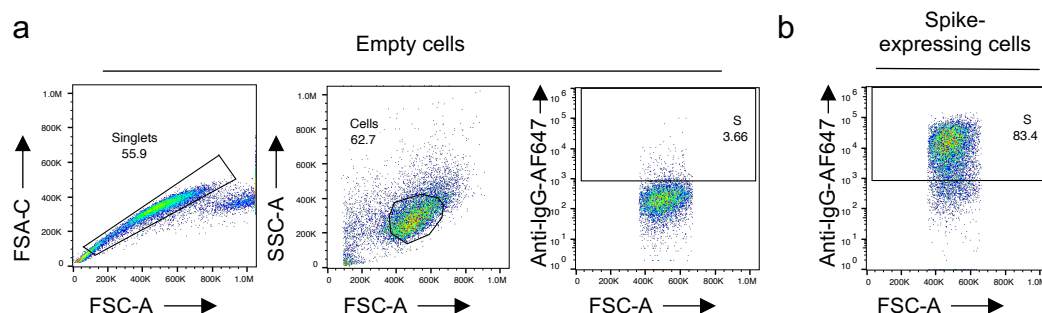 a
Empty cells
b
Spike-
expressing cells
FSA-C
1.0M
800K
600K
400K
200K
0
Singlets
55.9
0
200K
400K
600K
800K
1.0M
FSC-A
SSC-A
1.0M
800K
600K
400K
200K
0
Cells
62.7
0
200K
400K
600K
800K
1.0M
FSC-A
Anti-IgG-AF647
10^6
10^5
10^4
10^3
10^2
10^1
0
S
3.66
0
200K
400K
600K
800K
1.0M
FSC-A
Anti-IgG-AF647
10^6
10^5
10^4
10^3
10^2
10^1
0
S
83.4
0
200K
400K
600K
800K
1.0M
FSC-A